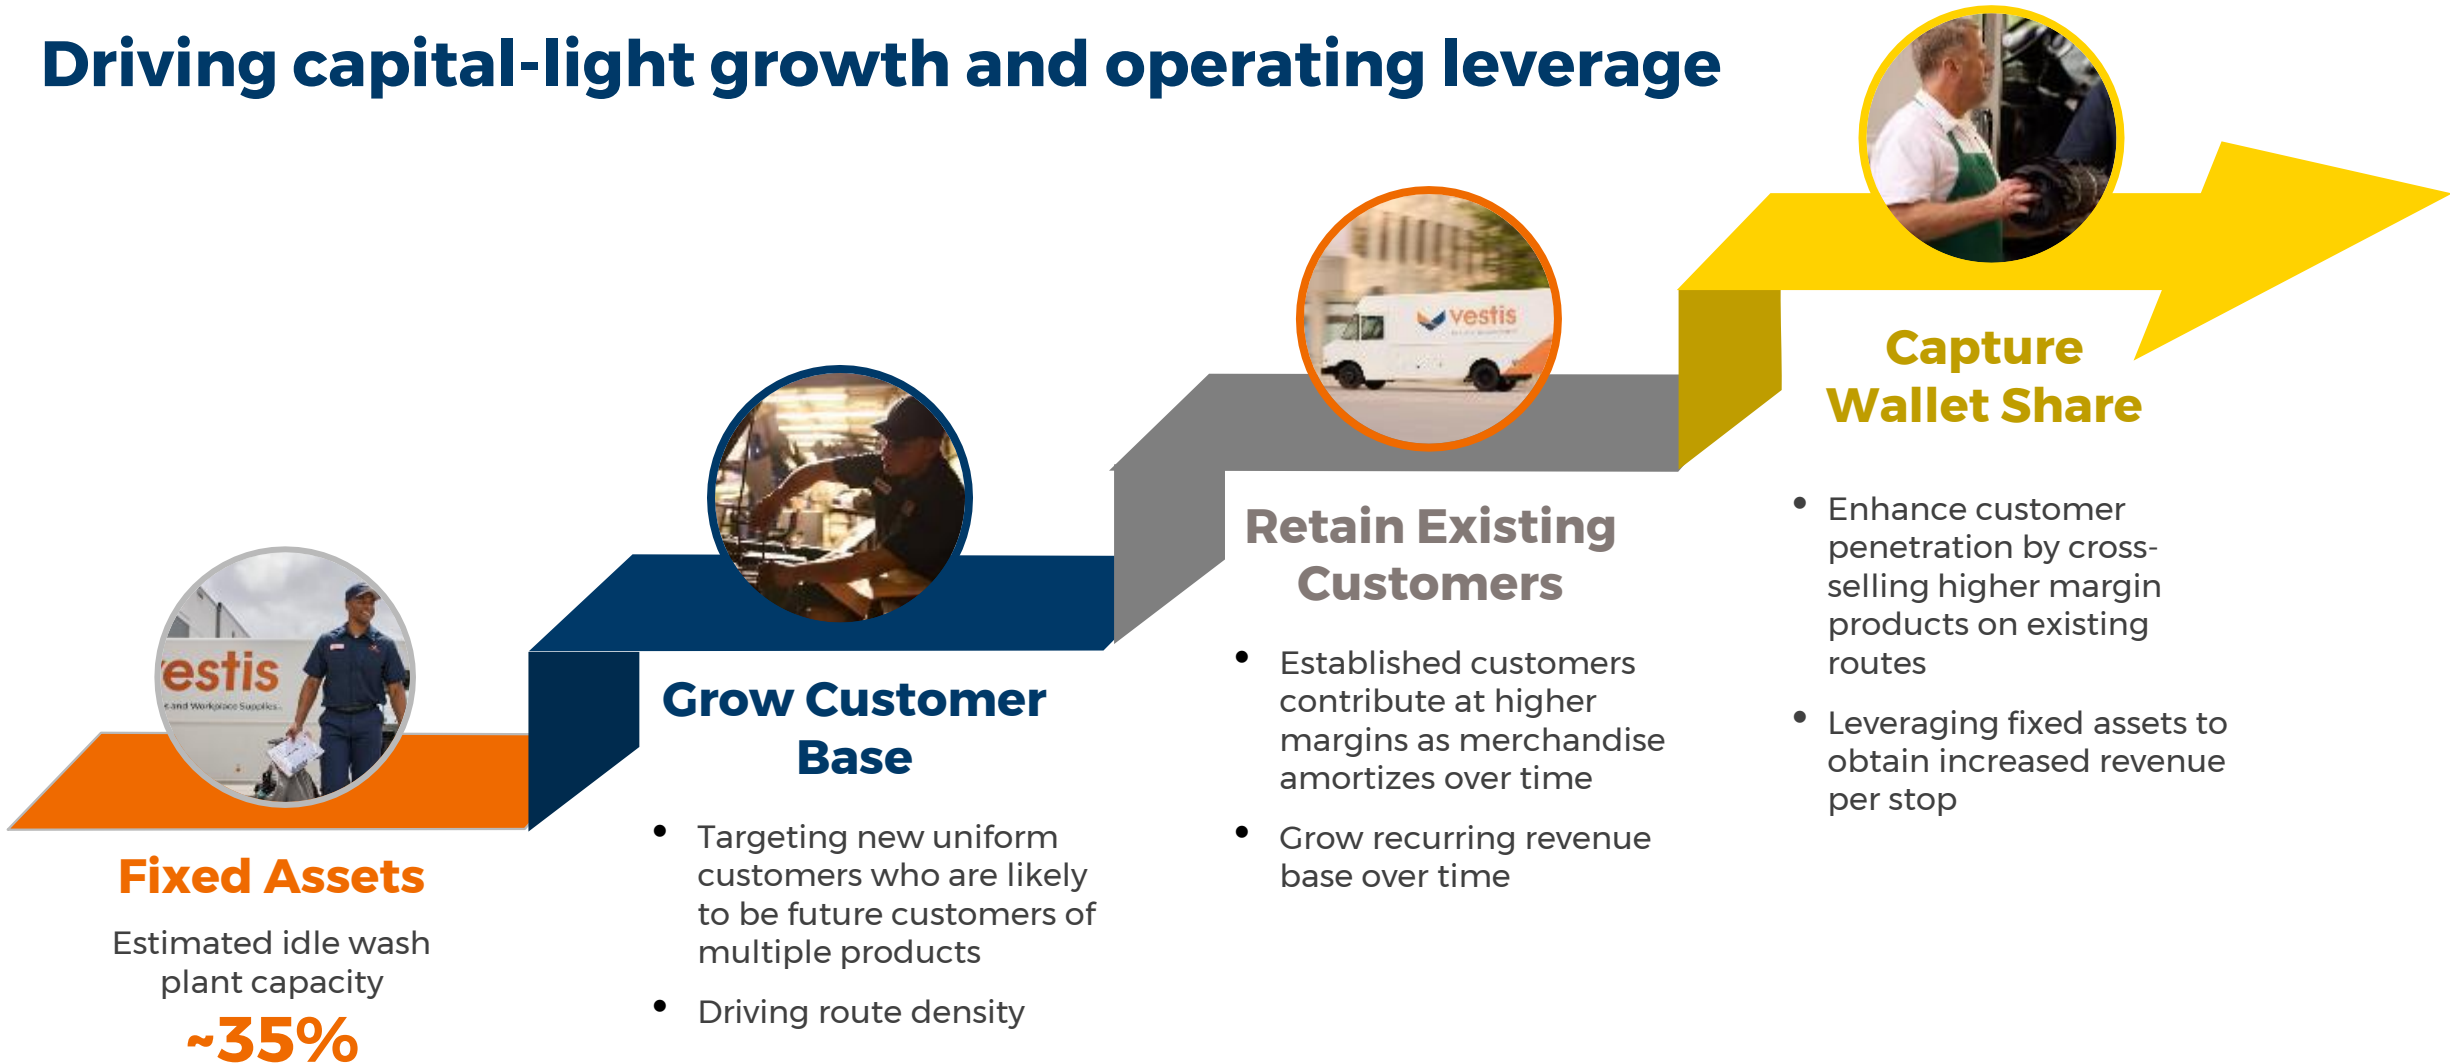 Driving capital-light growth and operating leverage
vestis
estis
s and Workplace Supplies
Fixed Assets
Estimated idle wash
plant capacity
~35%
Grow Customer
Base
• Targeting new uniform
customers who are likely
to be future customers of
multiple products
• Driving route density
Retain Existing
Customers
• Established customers
contribute at higher
margins as merchandise
amortizes over time
• Grow recurring revenue
base over time
Capture
Wallet Share
• Enhance customer
penetration by cross-
selling higher margin
products on existing
routes
• Leveraging fixed assets to
obtain increased revenue
per stop